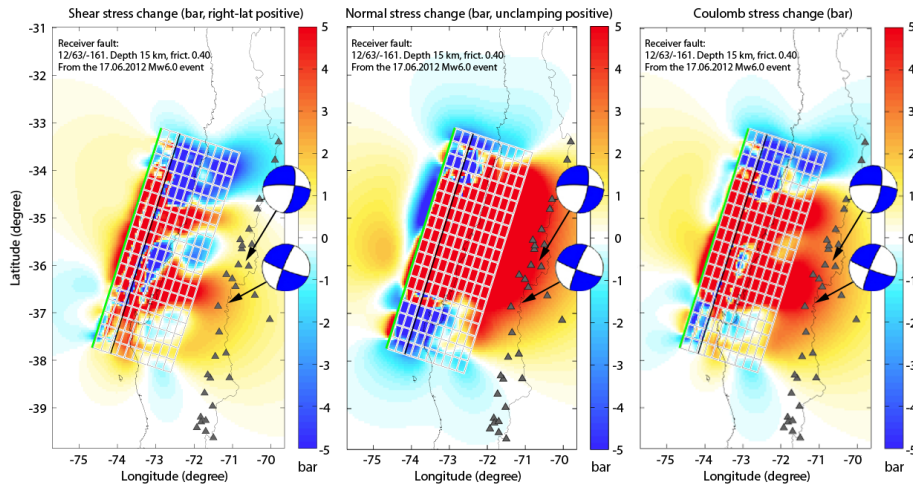 Shear stress change (bar, right-lat positive)
Normal stress change (bar, unclamping positive)
Coulomb stress change (bar)
Receiver fault:
12/63/-161. Depth 15 km, frict. 0.40
From the 17.06.2012 Mw6.0 event
Receiver fault:
12/63/-161. Depth 15 km, frict. 0.40
From the 17.06.2012 Mw6.0 event
Receiver fault:
12/63/-161. Depth 15 km, frict. 0.40
From the 17.06.2012 Mw6.0 event
Latitude (degree)
-31
-32
-33
-34
-35
-36
-37
-38
-39
-75 -74 -73 -72 -71 -70
Longitude (degree)
5
4
3
2
1
0
-1
-2
-3
-4
-5
bar
-75 -74 -73 -72 -71 -70
Longitude (degree)
5
4
3
2
1
0
-1
-2
-3
-4
-5
bar
-75 -74 -73 -72 -71 -70
Longitude (degree)
5
4
3
2
1
0
-1
-2
-3
-4
-5
bar